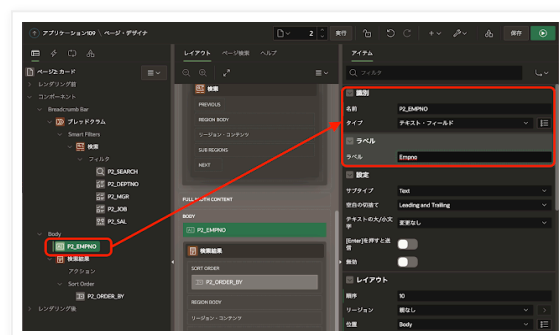 アプリケーション109 \ ページ・デザイナ
2
実行
保存
レイアウト
ページ検索
ヘルプ
アイテム
ページ2: カード
レンダリング前
コンポーネント
Breadcrumb Bar
ブレッドクラム
Smart Filters
検索
フィルタ
P2_SEARCH
P2_DEPTNO
P2_MGR
P2_JOB
P2_SAL
Body
P2_EMPNO
検索結果
アクション
Sort Order
P2_ORDER_BY
レンダリング後
検索
PREVIOUS
REGION BODY
リージョン・コンテンツ
SUB REGIONS
NEXT
FULL WIDTH CONTENT
BODY
P2_EMPNO
検索結果
SORT ORDER
P2_ORDER_BY
REGION BODY
リージョン・コンテンツ
フィルタ
識別
名前
P2_EMPNO
タイプ
テキスト・フィールド
ラベル
ラベル
Empno
設定
サブタイプ
Text
空白の切捨て
Leading and Trailing
テキストの大/小文字
変更なし
[Enter]を押すと送信
無効
レイアウト
順序
10
リージョン
親なし
位置
Body